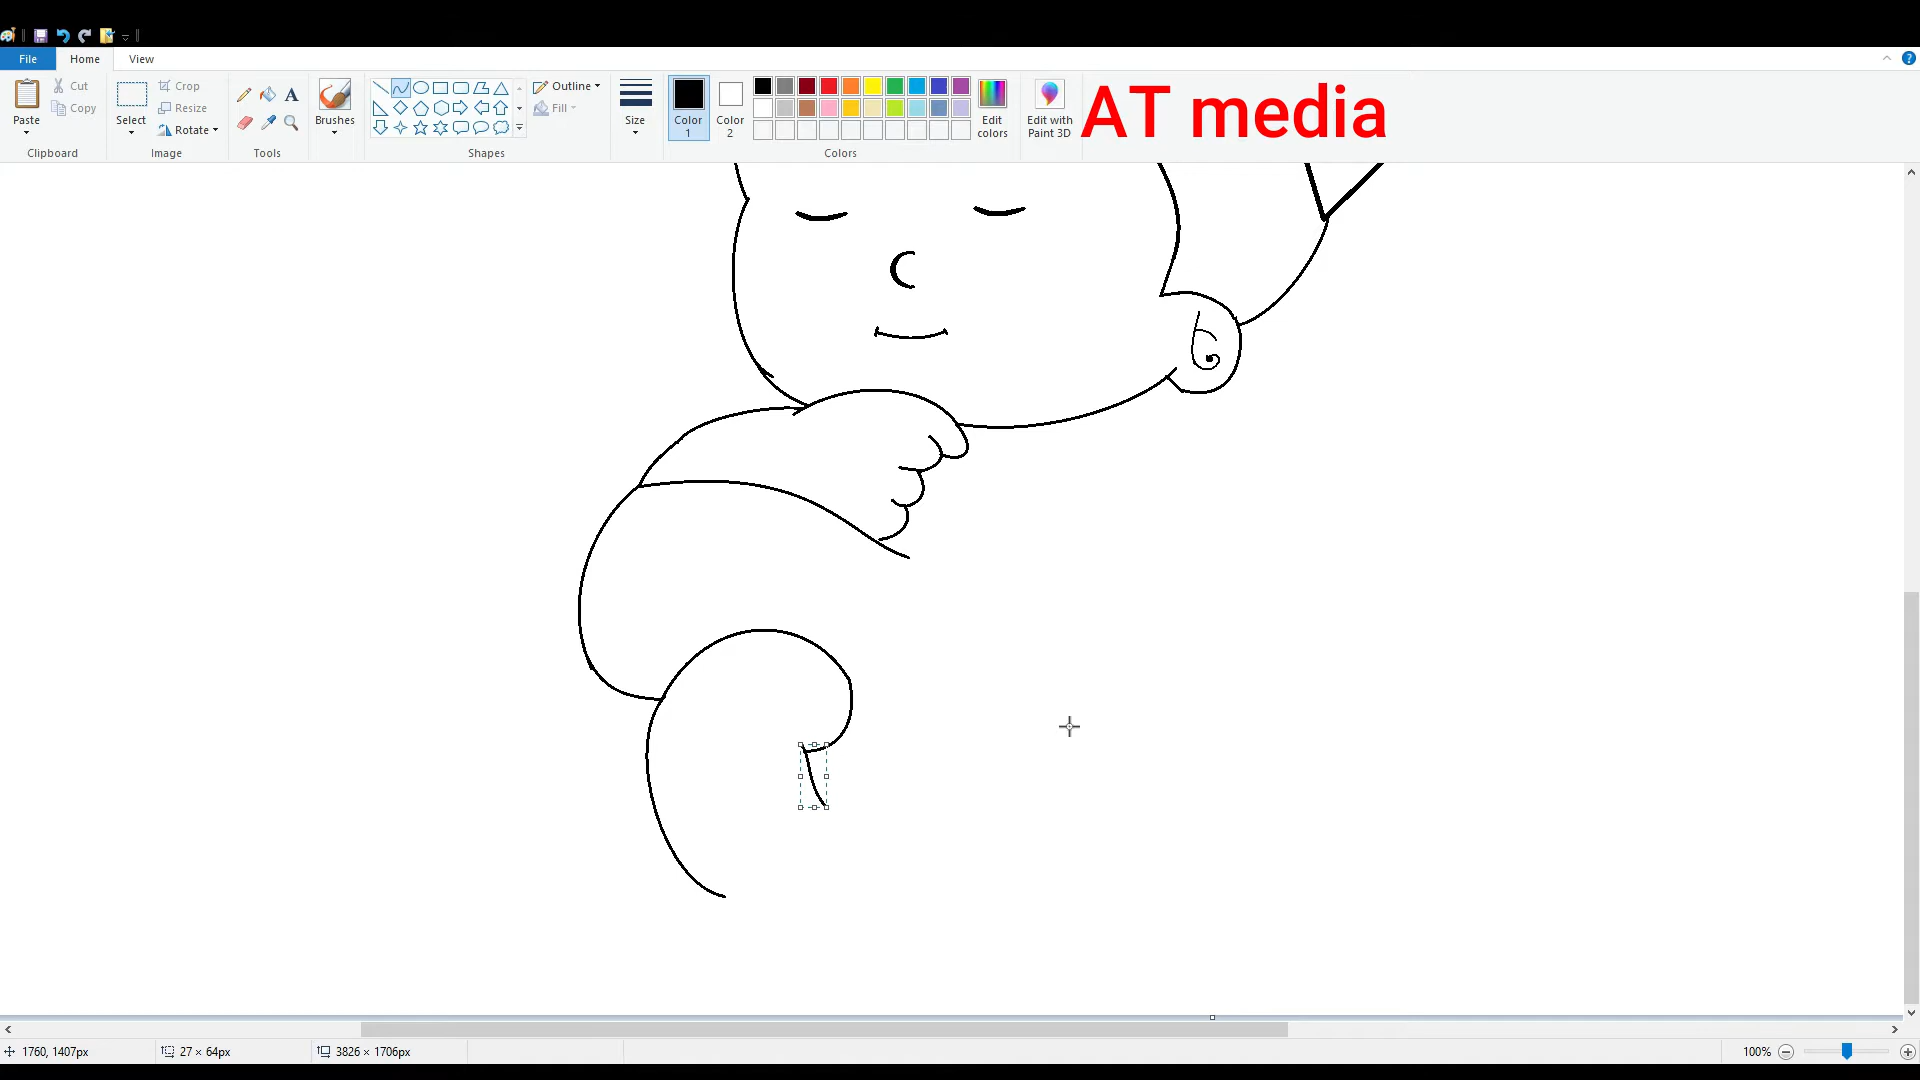 File Home View
Paste Cut Copy Clipboard
Select Crop Resize Rotate Image
A
Tools
Brushes
Outline Fill Shapes
Size
Color 1 Color 2 Edit colors Colors
Edit with Paint 3D
AT media
1760, 1407px 27 × 64px 3826 × 1706px 100%